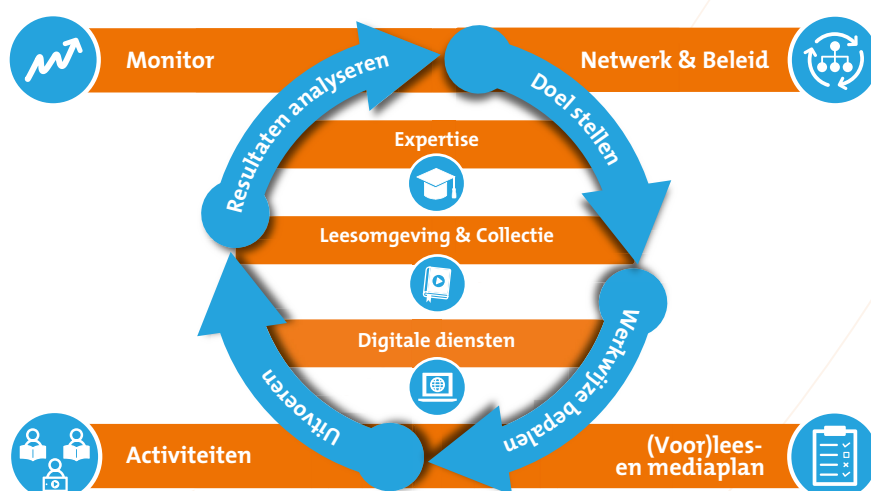 Monitor
Netwerk & Beleid
Resultaten analyseren
Doel stellen
Expertise
Leesomgeving & Collectie
Digitale diensten
Werkwijze bepalen
Uitvoeren
Activiteiten
(Voor)lees-
en mediaplan